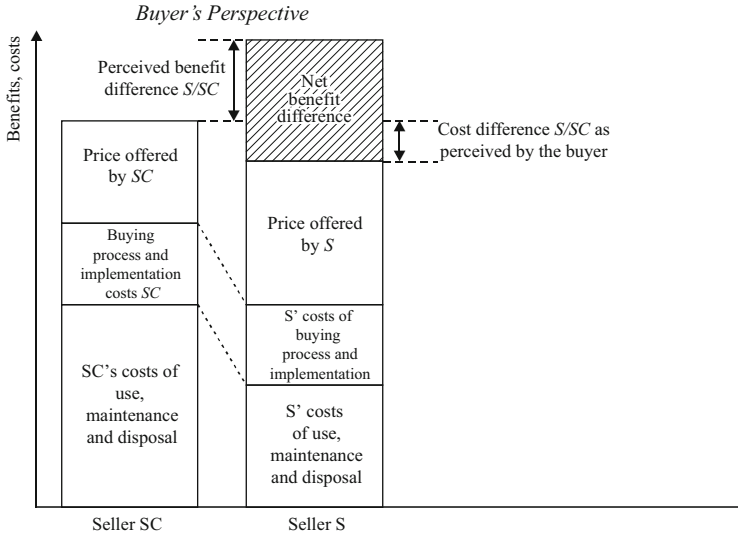 Buyer's Perspective
Benefits, costs
Perceived benefit
difference S/SC
Net
benefit
difference
Cost difference S/SC as
perceived by the buyer
Price offered
by SC
Buying
process and
implementation
costs SC
SC's costs of
use,
maintenance
and disposal
Price offered
by S
S' costs of
buying
process and
implementation
S' costs
of use,
maintenance
and disposal
Seller SC
Seller S